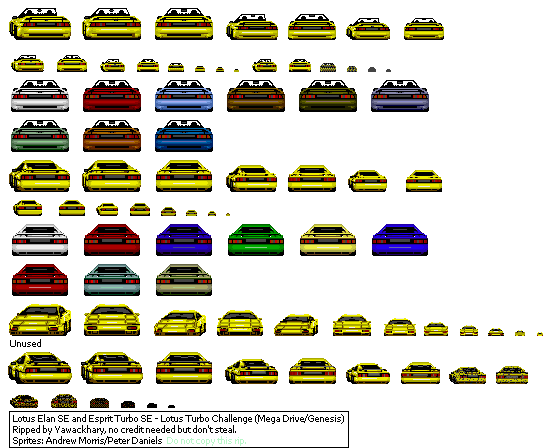 Unused
Lotus Elan SE and Esprit Turbo SE - Lotus Turbo Challenge (Mega Drive/Genesis)
Ripped by Yawackhary, no credit needed but don't steal.
Sprites: Andrew Morris/Peter Daniels Do not copy this rip.